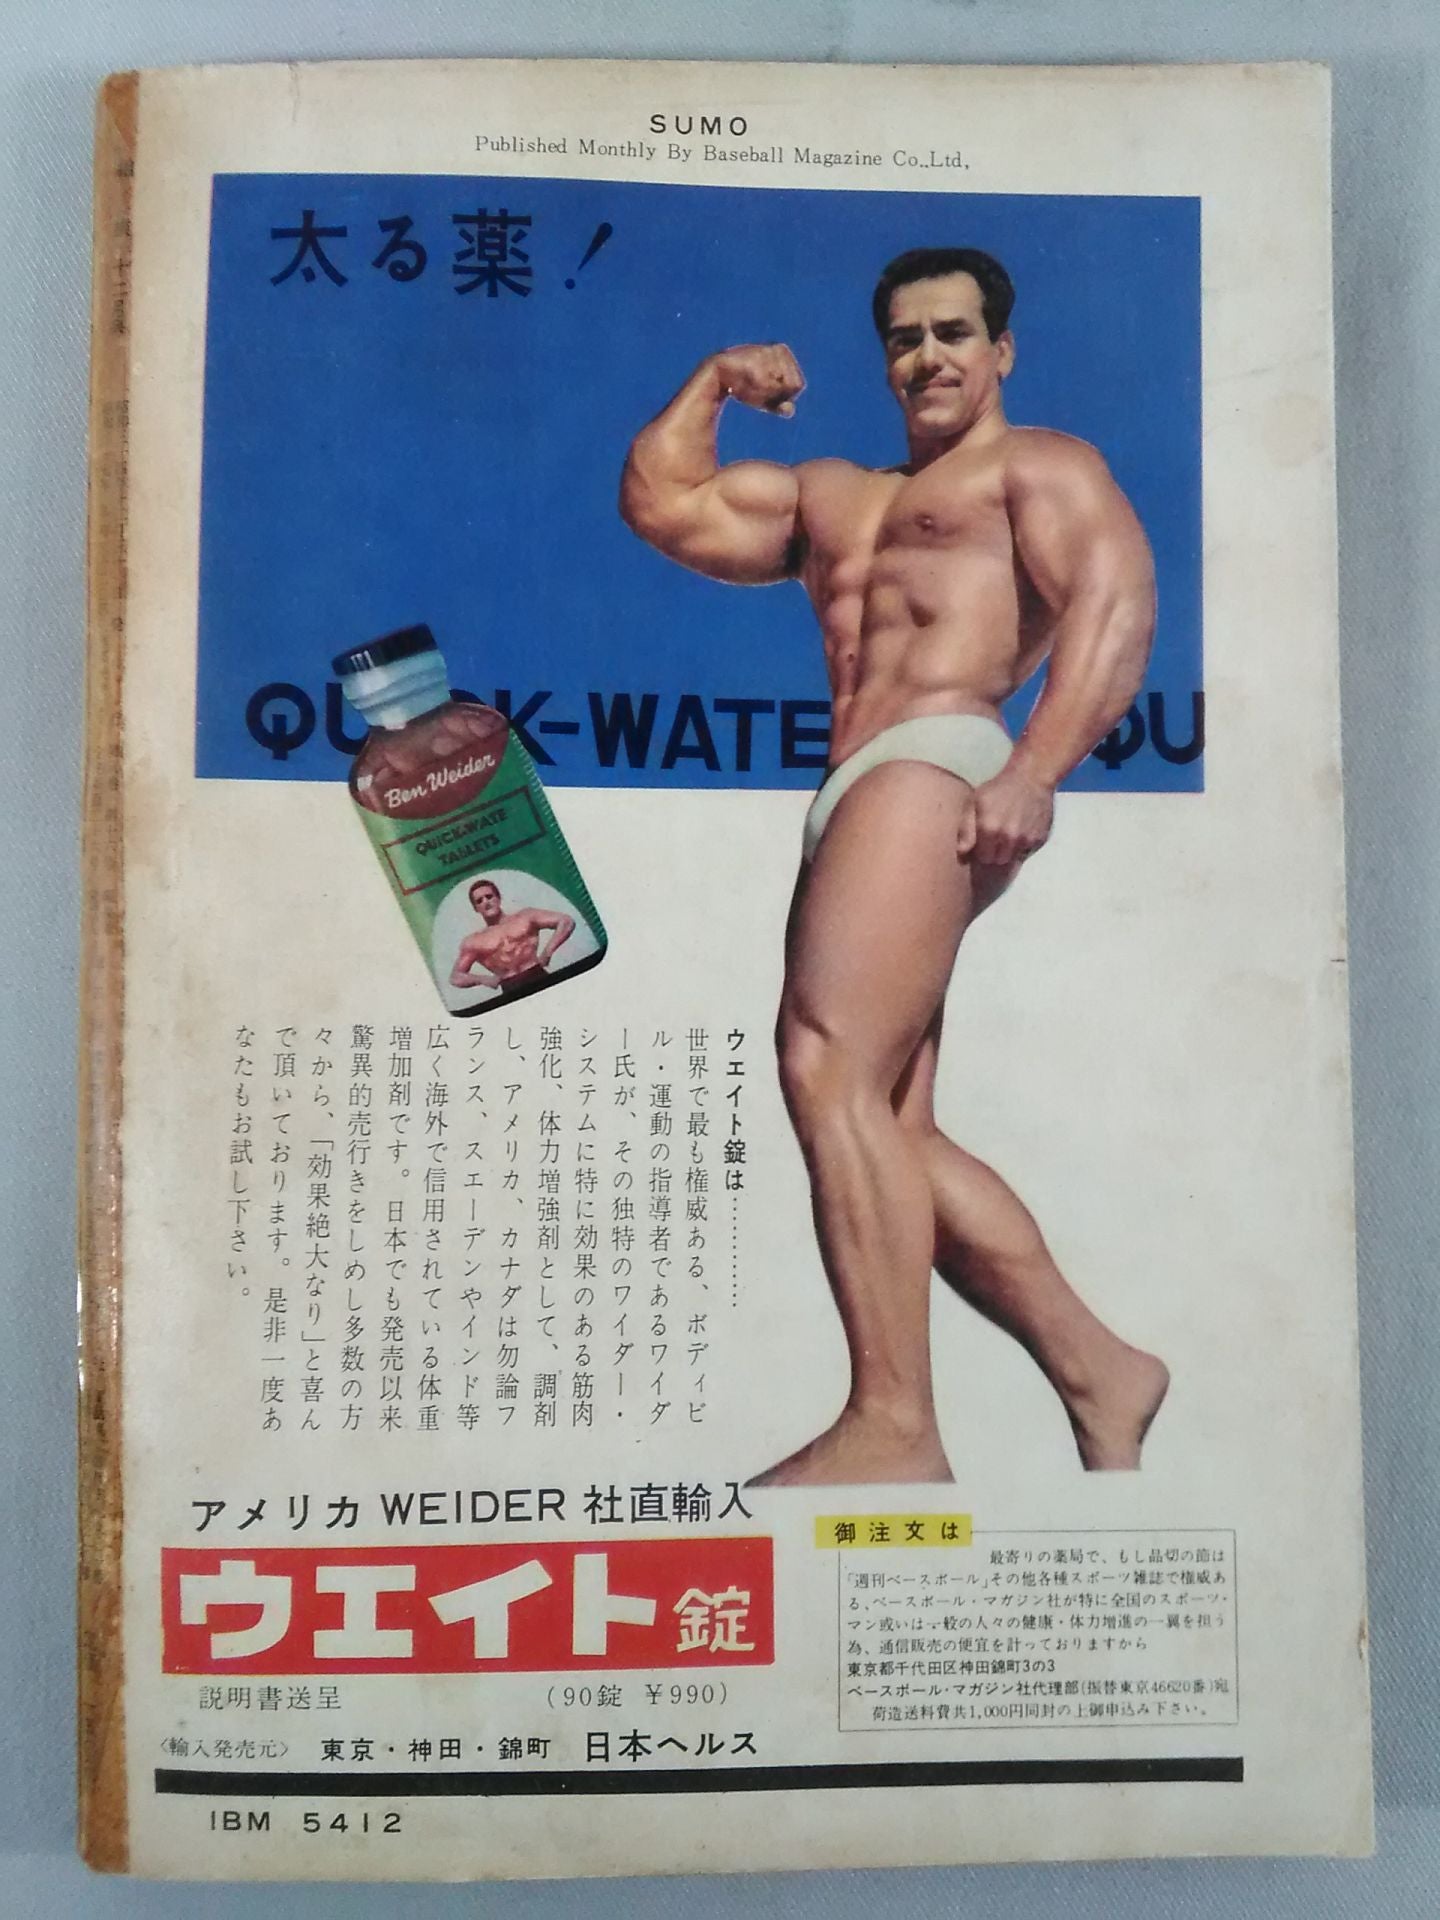 SUMO
Published Monthly By Baseball Magazine Co.,Ltd,
太る薬!
QU CK-WATE QU
Ben Weider
QUICK-WATE
TABLETS
ウエイト錠は…………
世界で最も権威ある、ボディビ
ル・運動の指導者であるワイダ
ー氏が、その独特のワイダー・
システムに特に効果のある筋肉
強化、体力増強剤として、調剤
し、アメリカ、カナダは勿論フ
ランス、スエーデンやインド等
広く海外で信用されている体重
増加剤です。日本でも発売以来
驚異的売行きをしめし多数の方
々から、「効果絶大なり」と喜ん
で頂いております。是非一度あ
なたもお試し下さい。
アメリカ WEIDER 社直輸入
ウエイト錠
説明書送呈 (90錠 ¥990)
〈輸入発売元〉 東京・神田・錦町 日本ヘルス
御注文は
最寄りの薬局で、もし品切の節は
「週刊ベースボール」その他各種スポーツ雑誌で権威あ
る、ベースボール・マガジン社が特に全国のスポーツ・
マン或いは一般の人々の健康・体力増進の一翼を担う
為、通信販売の便宜を計っておりますから
東京都千代田区神田錦町3の3
ベースボール・マガジン社代理部(振替東京46620番)宛
荷造送料費共1,000円同封の上御申込み下さい。
IBM 5412